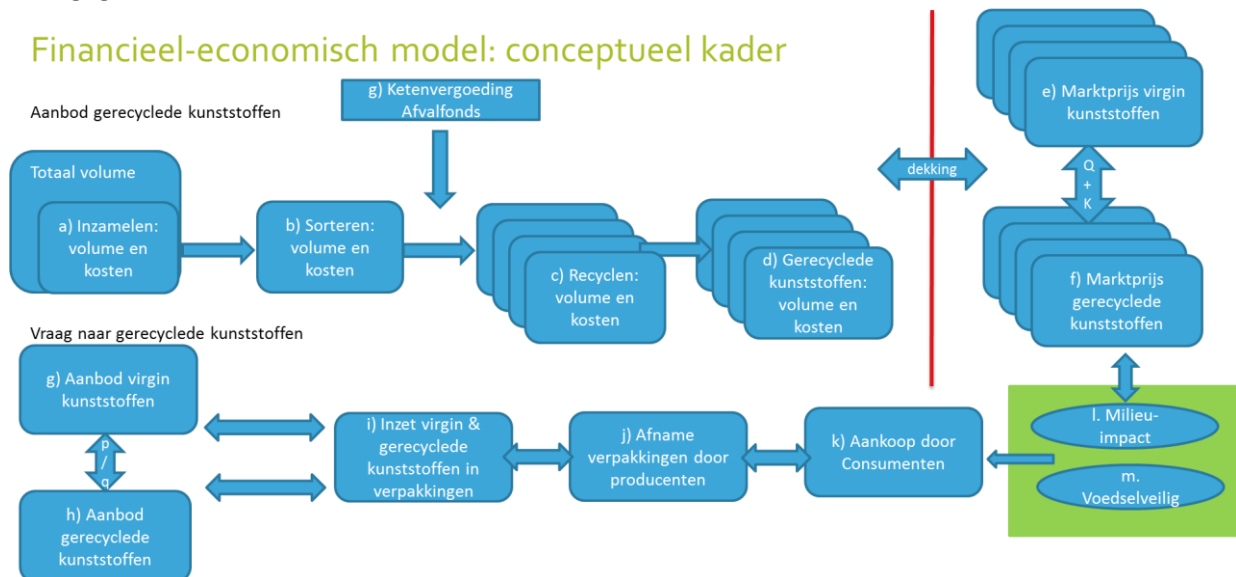 Financieel-economisch model: conceptueel kader
Aanbod gerecyclede kunststoffen
g) Ketenvergoeding
Afvalfonds
Totaal volume
a) Inzamelen:
volume en
kosten
b) Sorteren:
volume en
kosten
c) Recyclen:
volume en
kosten
d) Gerecyclede
kunststoffen:
volume en
kosten
dekking
e) Marktprijs virgin
kunststoffen
Q
+
K
f) Marktprijs
gerecyclede
kunststoffen
Vraag naar gerecyclede kunststoffen
g) Aanbod virgin
kunststoffen
p
/
q
h) Aanbod
gerecyclede
kunststoffen
i) Inzet virgin &
gerecyclede
kunststoffen in
verpakkingen
j) Afname
verpakkingen door
producenten
k) Aankoop door
Consumenten
l. Milieu-
impact
m.
Voedselveilig